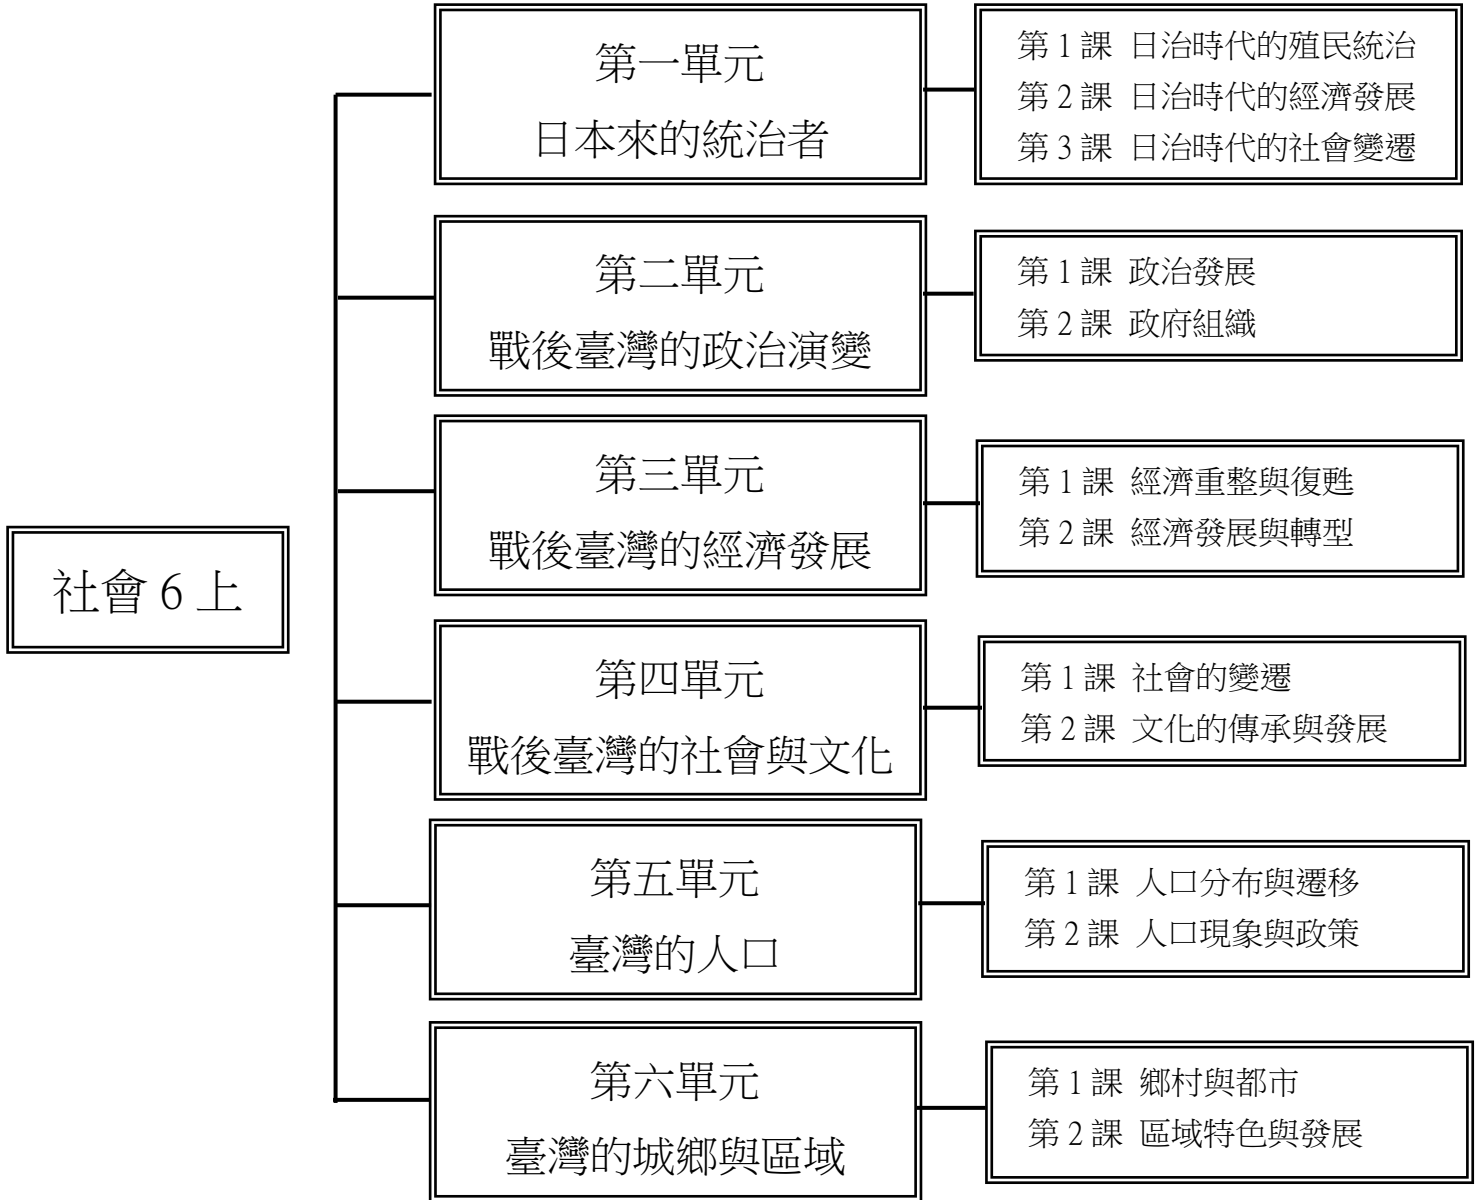 社會 6 上
第一單元
日本來的統治者
第 1 課 日治時代的殖民統治
第 2 課 日治時代的經濟發展
第 3 課 日治時代的社會變遷
第二單元
戰後臺灣的政治演變
第 1 課 政治發展
第 2 課 政府組織
第三單元
戰後臺灣的經濟發展
第 1 課 經濟重整與復甦
第 2 課 經濟發展與轉型
第四單元
戰後臺灣的社會與文化
第 1 課 社會的變遷
第 2 課 文化的傳承與發展
第五單元
臺灣的人口
第 1 課 人口分布與遷移
第 2 課 人口現象與政策
第六單元
臺灣的城鄉與區域
第 1 課 鄉村與都市
第 2 課 區域特色與發展